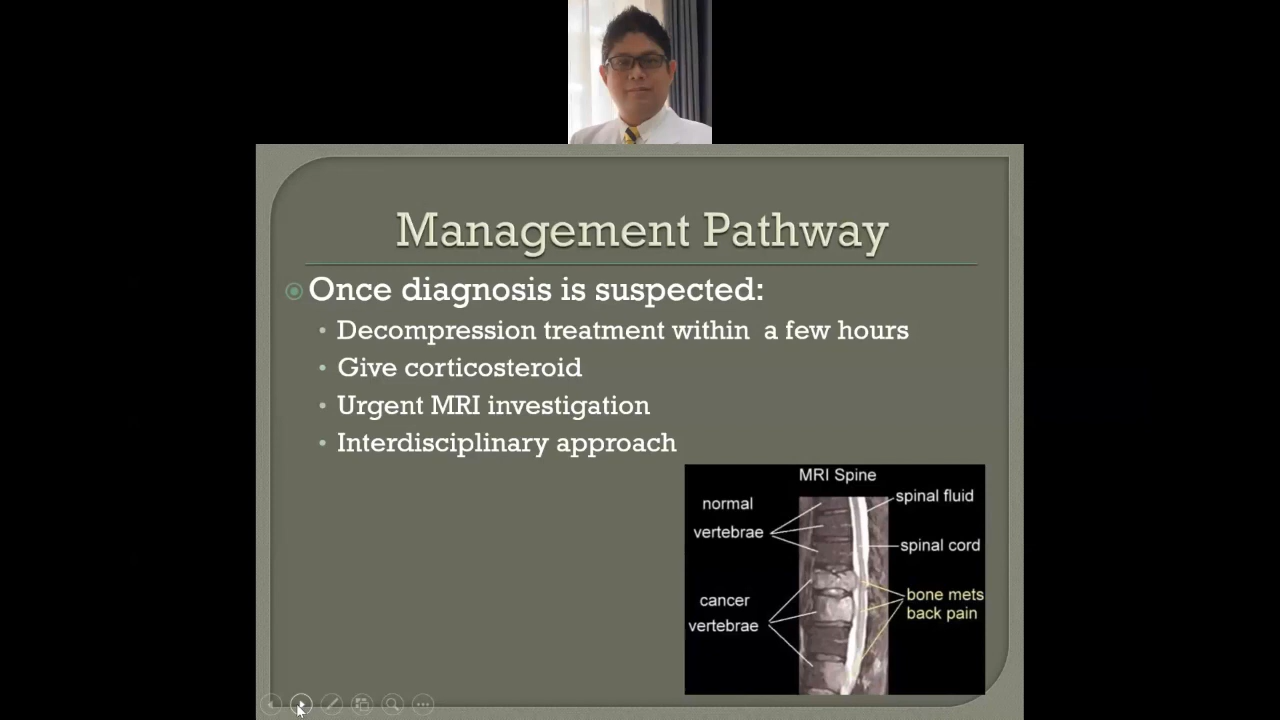 Management Pathway
Once diagnosis is suspected:
Decompression treatment within a few hours
Give corticosteroid
Urgent MRI investigation
Interdisciplinary approach
MRI Spine
normal
vertebrae
spinal fluid
spinal cord
cancer
vertebrae
bone mets
back pain